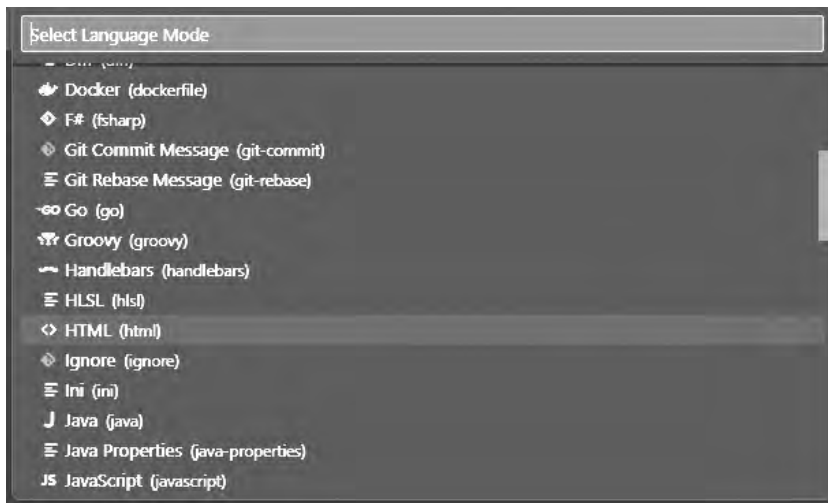 Select Language Mode
Docker (dockerfile)
F# (fsharp)
Git Commit Message (git-commit)
Git Rebase Message (git-rebase)
GO Go (go)
Groovy (groovy)
Handlebars (handlebars)
HLSL (hlsl)
HTML (html)
Ignore (ignore)
Ini (ini)
J Java (java)
Java Properties (java-properties)
JS JavaScript (javascript)